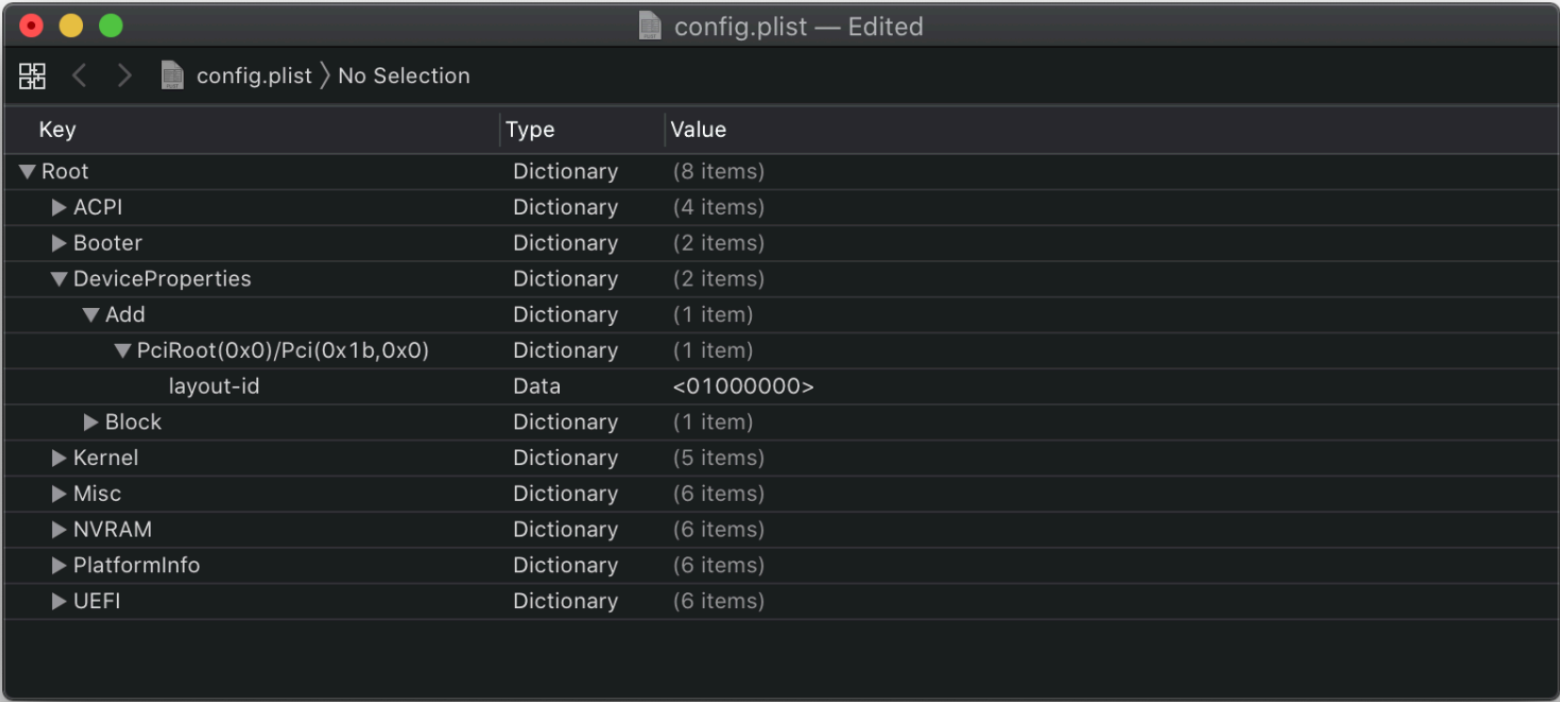 config.plist — Edited
config.plist 〉 No Selection
Key Type Value
Root Dictionary (8 items)
ACPI Dictionary (4 items)
Booter Dictionary (2 items)
DeviceProperties Dictionary (2 items)
Add Dictionary (1 item)
PciRoot(0x0)/Pci(0x1b,0x0) Dictionary (1 item)
layout-id Data <01000000>
Block Dictionary (1 item)
Kernel Dictionary (5 items)
Misc Dictionary (6 items)
NVRAM Dictionary (6 items)
PlatformInfo Dictionary (6 items)
UEFI Dictionary (6 items)